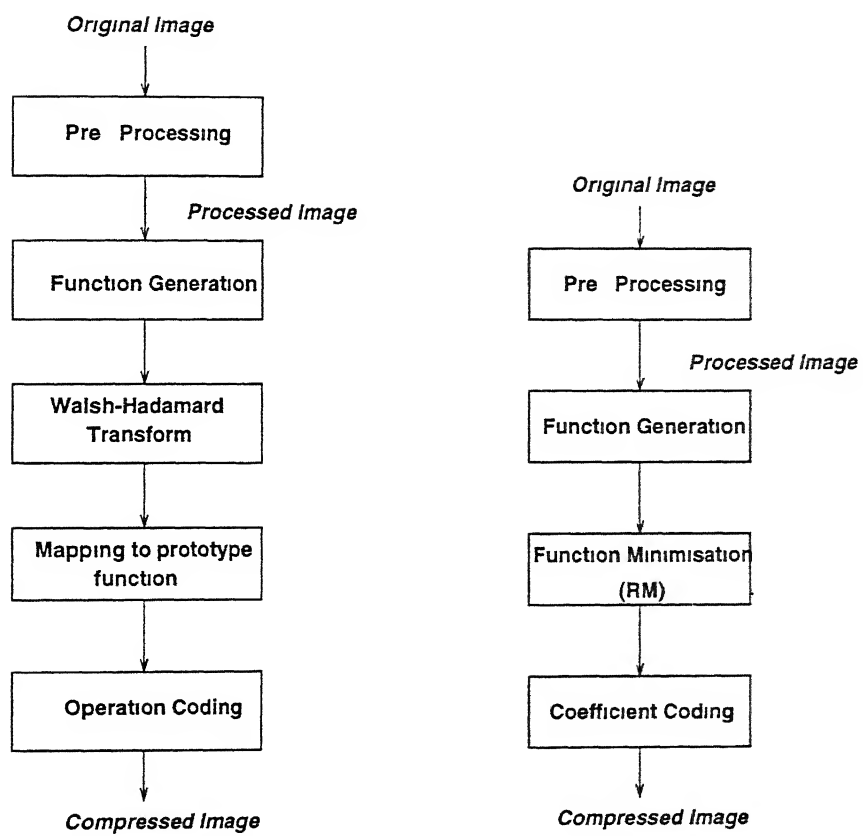 Original Image
Pre Processing
Processed Image
Function Generation
Walsh-Hadamard
Transform
Mapping to prototype
function
Operation Coding
Compressed Image
Original Image
Pre Processing
Processed Image
Function Generation
Function Minimisation
(RM)
Coefficient Coding
Compressed Image